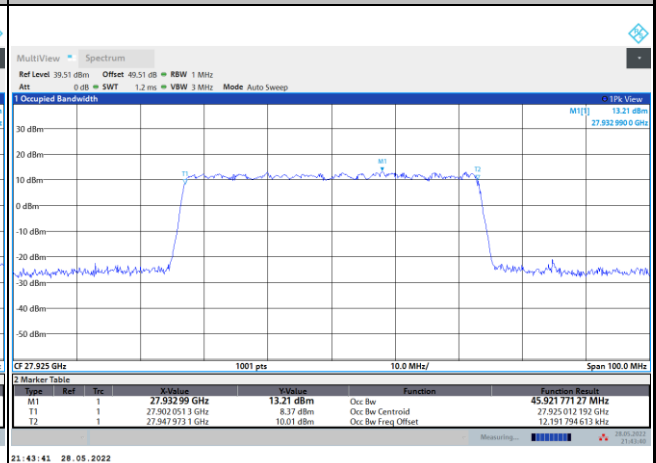 MultiView Spectrum
Ref Level 39.51 dBm Offset 49.51 dB RBW 1 MHz
Att 0 dB SWT 1.2 ms VBW 3 MHz Mode Auto Sweep
1 Occupied Bandwidth 1Pk View
M1[1] 13.21 dBm
27.932 990 0 GHz
30 dBm
20 dBm
M1
T1 T2
10 dBm
0 dBm
-10 dBm
-20 dBm
-30 dBm
-40 dBm
-50 dBm
CF 27.925 GHz 1001 pts 10.0 MHz/ Span 100.0 MHz
2 Marker Table
Type Ref Trc X-Value Y-Value Function Function Result
M1 1 27.93299 GHz 13.21 dBm Occ Bw 45.921 771 27 MHz
T1 1 27.902 051 3 GHz 8.37 dBm Occ Bw Centroid 27.925 012 192 GHz
T2 1 27.947 973 1 GHz 10.01 dBm Occ Bw Freq Offset 12.191 794 613 kHz
Measuring... 28.05.2022
21:43:40
21:43:41 28.05.2022